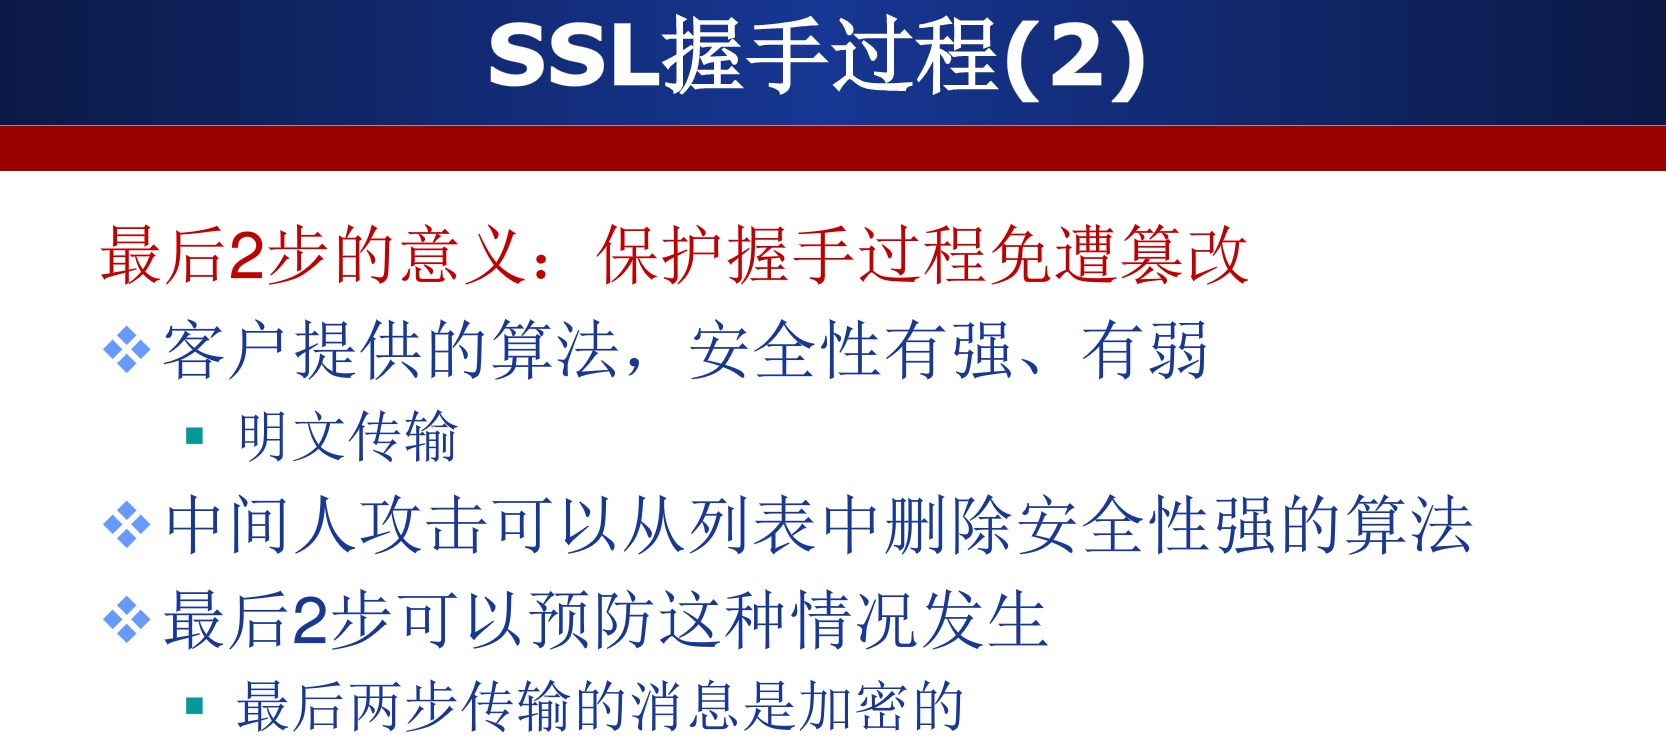 SSL握手过程(2)
最后2步的意义：保护握手过程免遭篡改
客户提供的算法，安全性有强、有弱
明文传输
中间人攻击可以从列表中删除安全性强的算法
最后2步可以预防这种情况发生
最后两步传输的消息是加密的